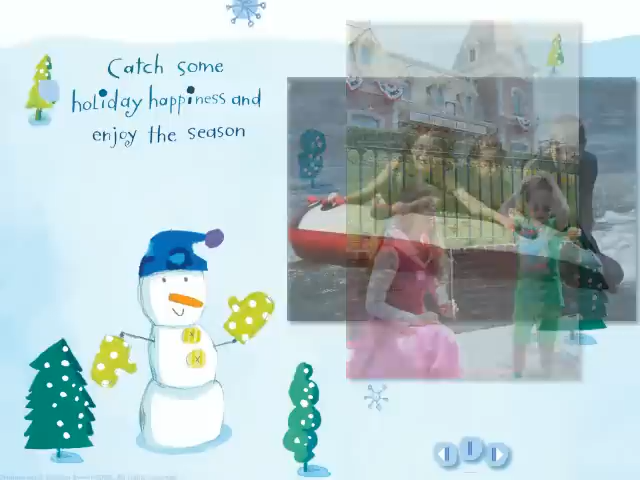 Catch some
holiday happiness and
enjoy the season